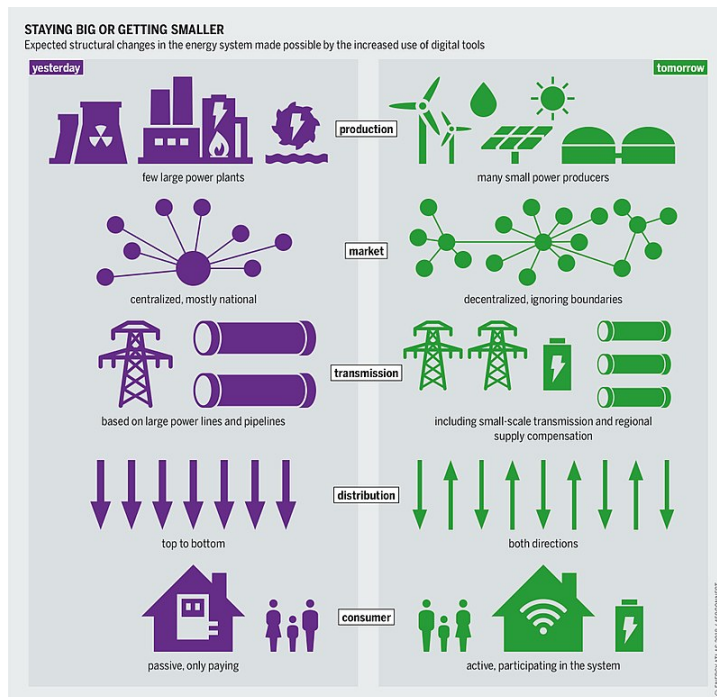 STAYING BIG OR GETTING SMALLER
Expected structural changes in the energy system made possible by the increased use of digital tools
yesterday
tomorrow
production
few large power plants
many small power producers
market
centralized, mostly national
decentralized, ignoring boundaries
transmission
based on large power lines and pipelines
including small-scale transmission and regional
supply compensation
distribution
top to bottom
both directions
consumer
passive, only paying
active, participating in the system